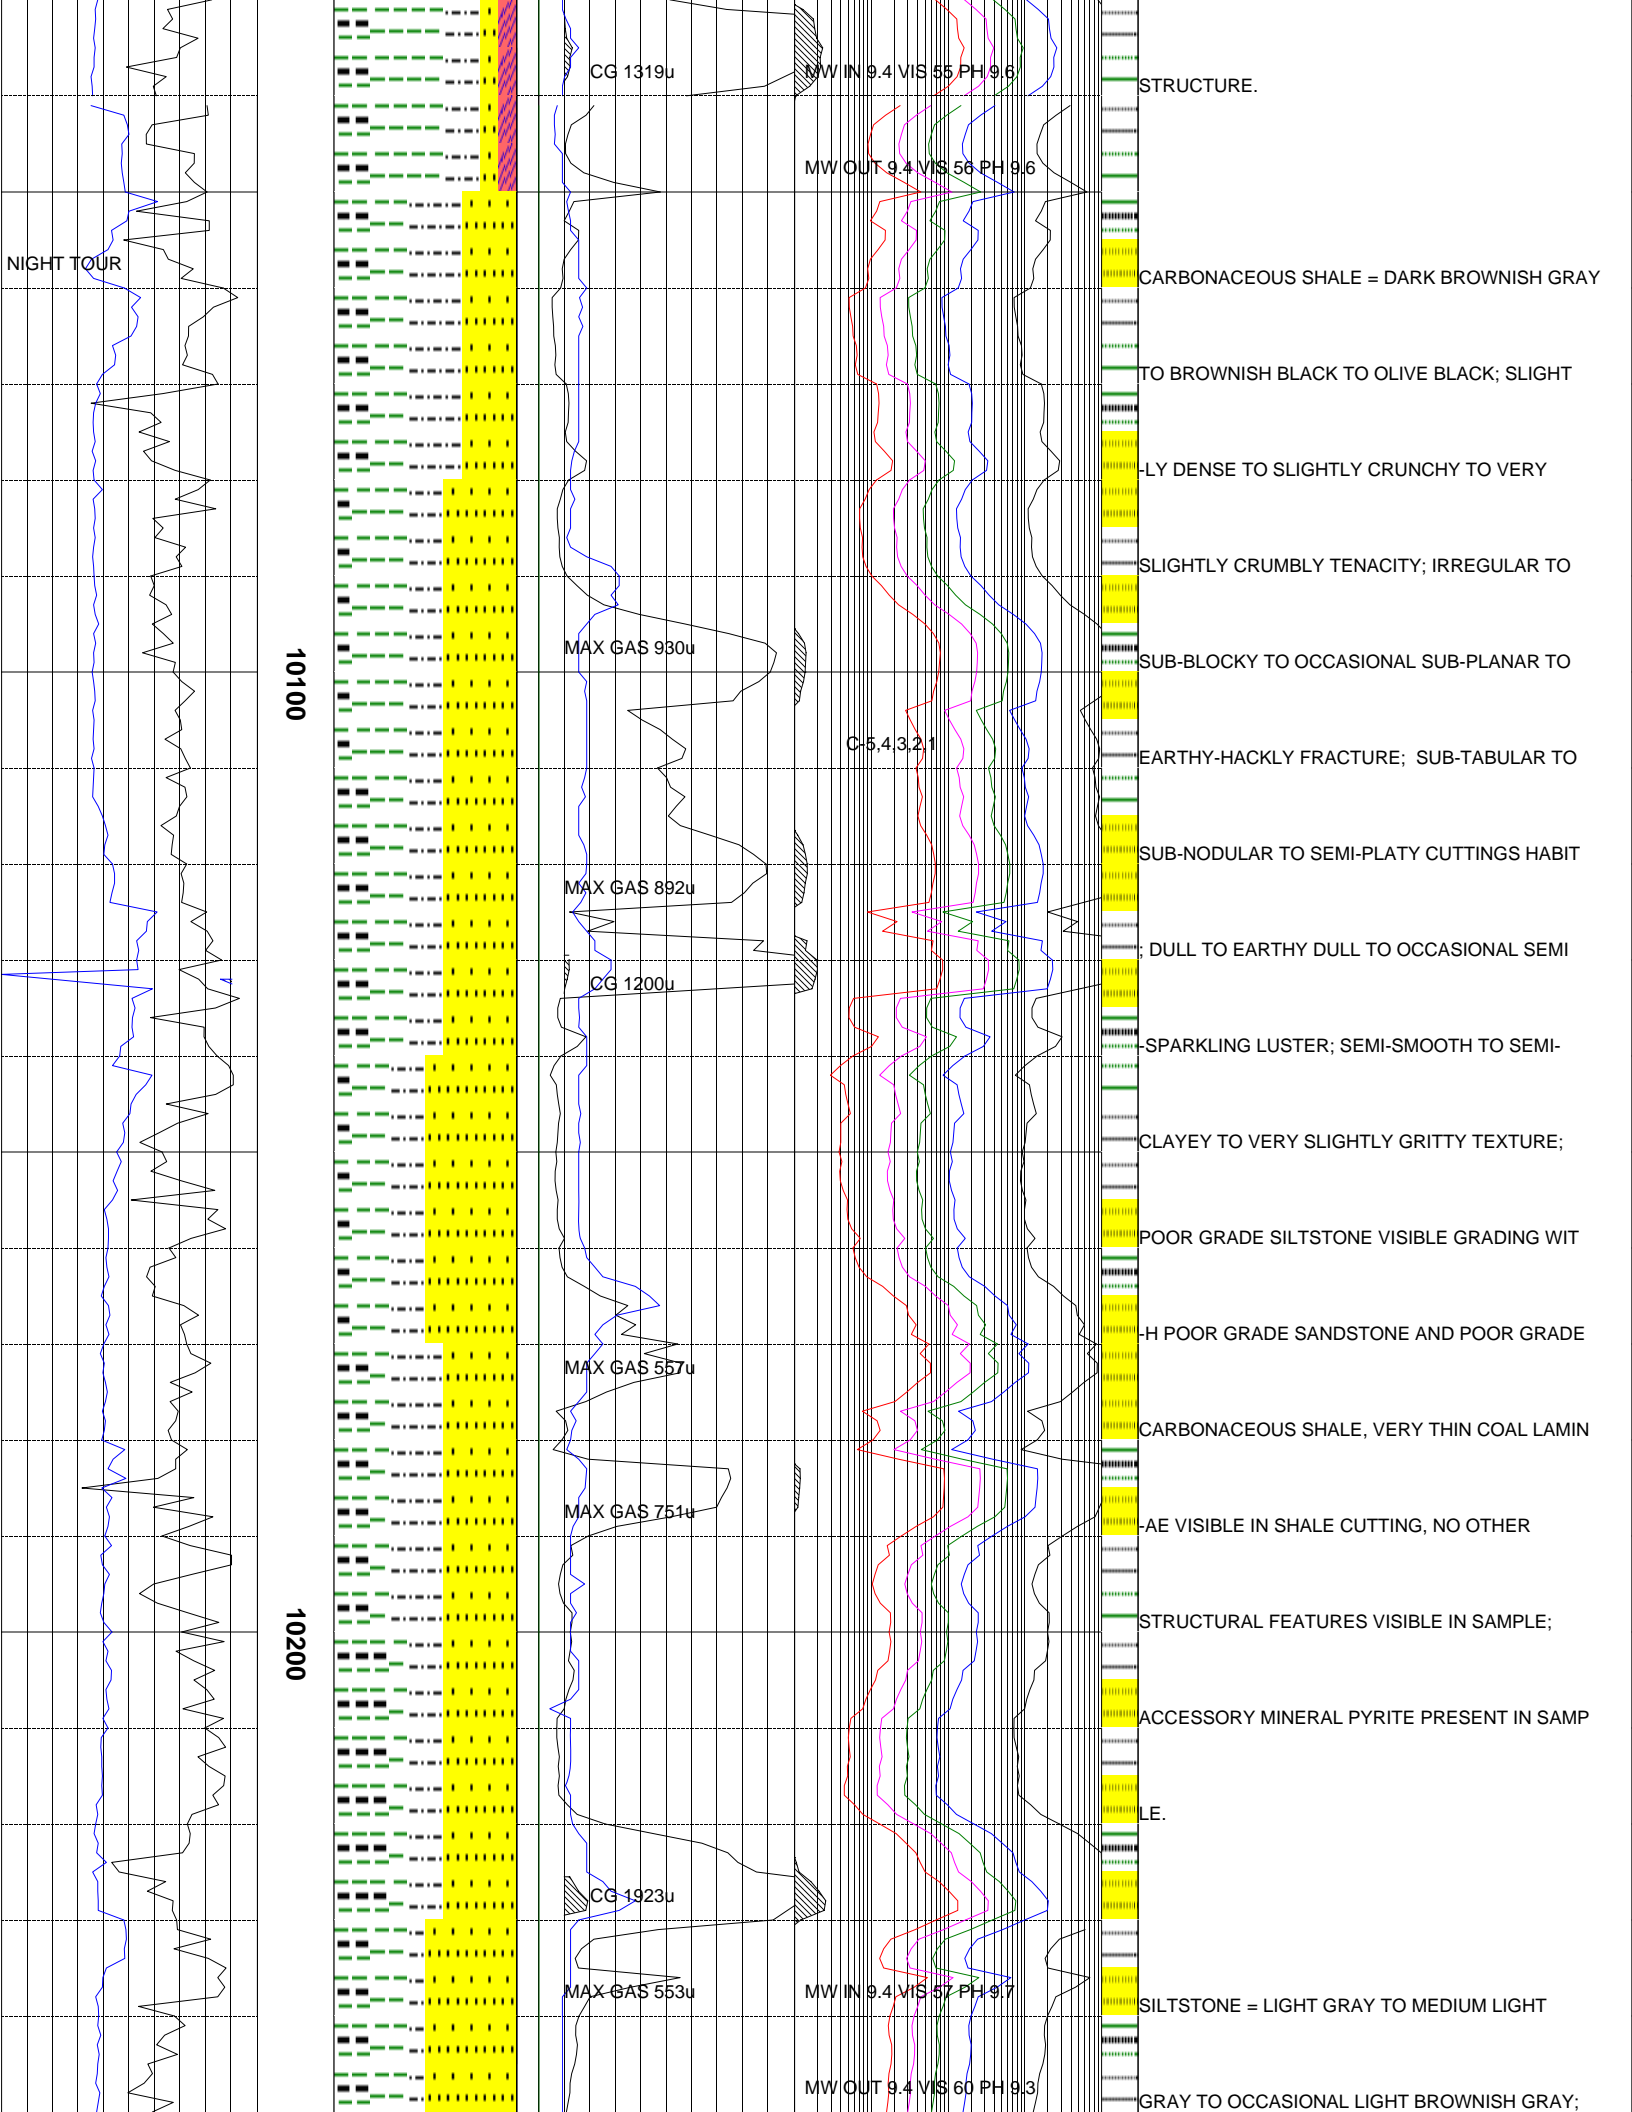 CG 1319u
MW IN 9.4 VIS 55 PH 9.6
STRUCTURE.
MW OUT 9.4 VIS 56 PH 9.6
NIGHT TOUR
CARBONACEOUS SHALE = DARK BROWNISH GRAY
TO BROWNISH BLACK TO OLIVE BLACK; SLIGHT
-LY DENSE TO SLIGHTLY CRUNCHY TO VERY
SLIGHTLY CRUMBLY TENACITY; IRREGULAR TO
MAX GAS 930u
SUB-BLOCKY TO OCCASIONAL SUB-PLANAR TO
10100
C-5,4,3,2,1
EARTHY-HACKLY FRACTURE;  SUB-TABULAR TO
SUB-NODULAR TO SEMI-PLATY CUTTINGS HABIT
MAX GAS 892u
; DULL TO EARTHY DULL TO OCCASIONAL SEMI
CG 1200u
-SPARKLING LUSTER; SEMI-SMOOTH TO SEMI-
CLAYEY TO VERY SLIGHTLY GRITTY TEXTURE;
POOR GRADE SILTSTONE VISIBLE GRADING WIT
-H POOR GRADE SANDSTONE AND POOR GRADE
MAX GAS 557u
CARBONACEOUS SHALE, VERY THIN COAL LAMIN
MAX GAS 751u
-AE VISIBLE IN SHALE CUTTING, NO OTHER
STRUCTURAL FEATURES VISIBLE IN SAMPLE;
10200
ACCESSORY MINERAL PYRITE PRESENT IN SAMP
LE.
CG 1923u
MAX GAS 553u
MW IN 9.4 VIS 57 PH 9.7
SILTSTONE = LIGHT GRAY TO MEDIUM LIGHT
MW OUT 9.4 VIS 60 PH 9.3
GRAY TO OCCASIONAL LIGHT BROWNISH GRAY;